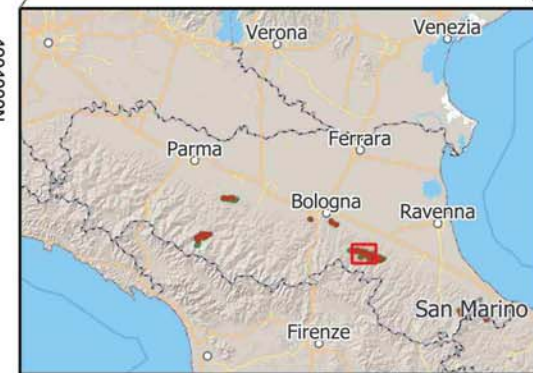 Verona
Venezia
Parma
Ferrara
Bologna
Ravenna
San Marino
Firenze